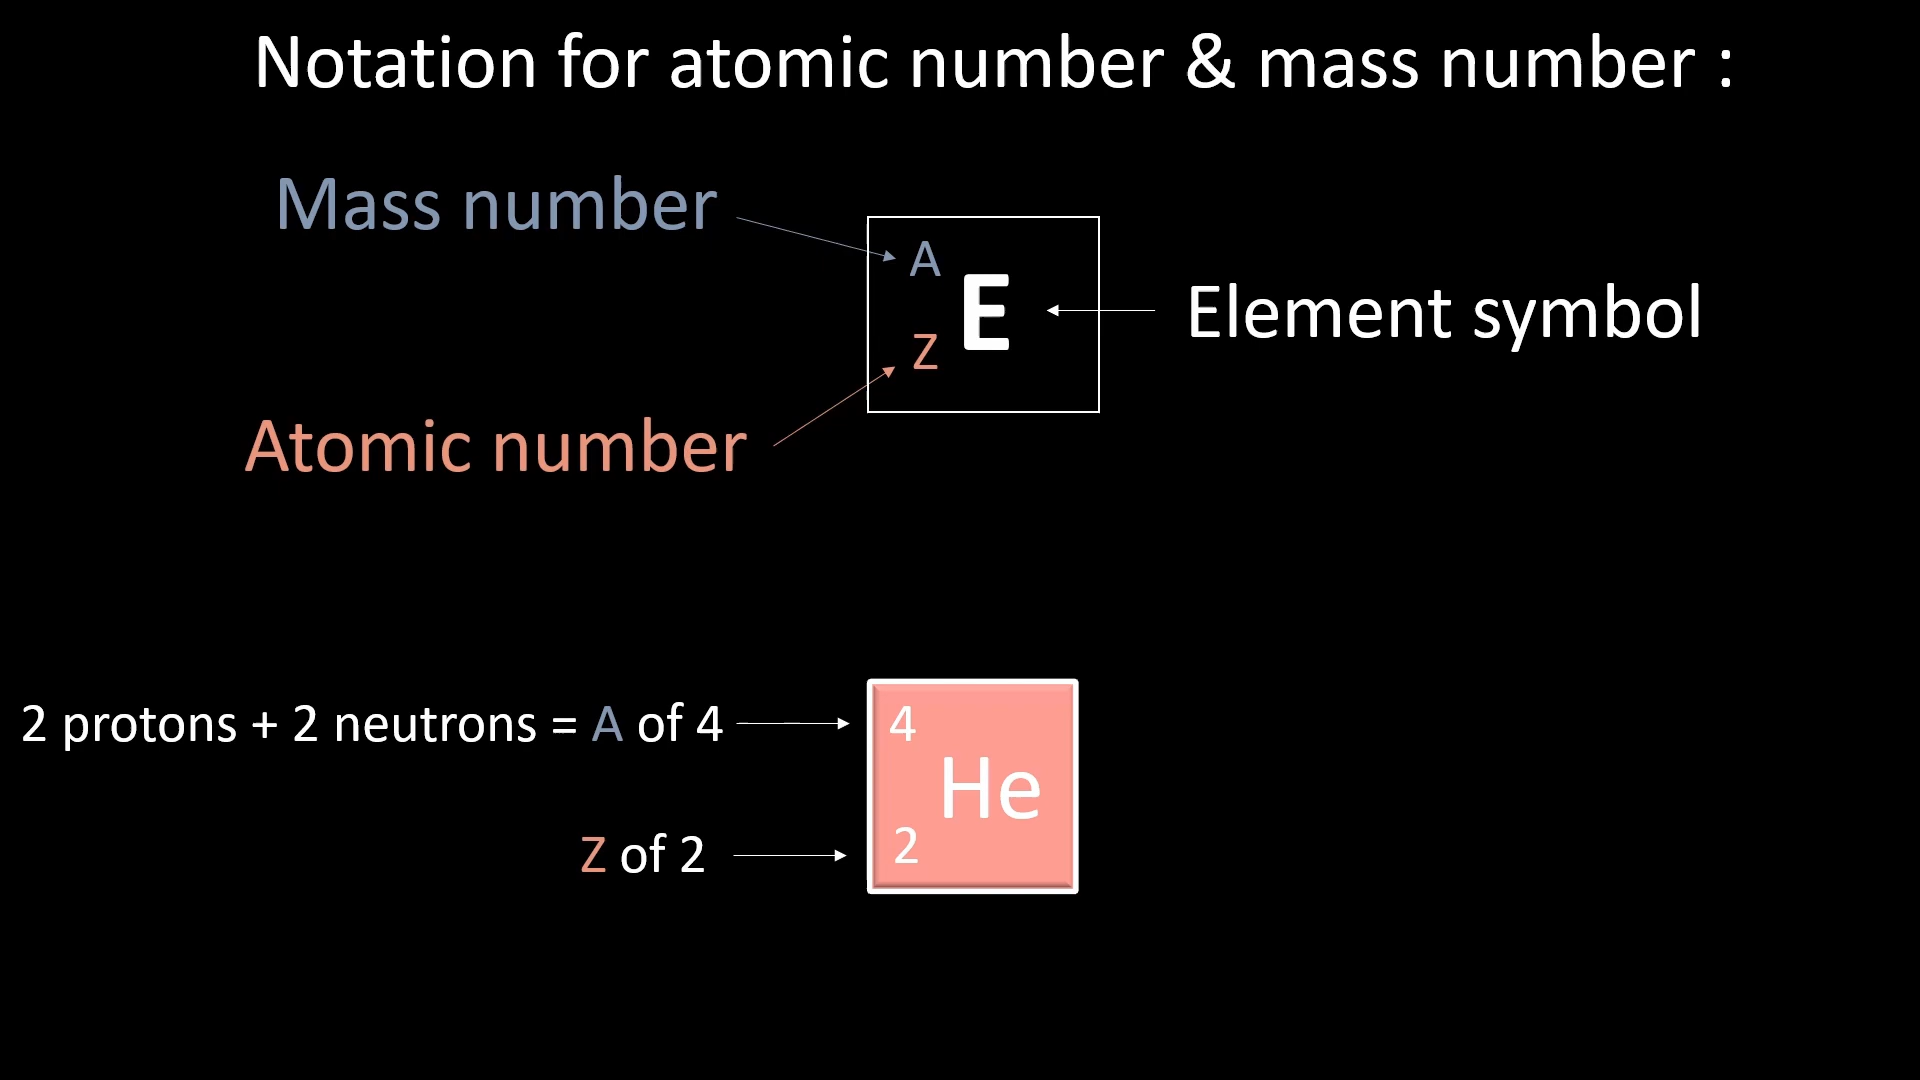 Notation for atomic number & mass number :
Mass number
A
E
Element symbol
Z
Atomic number
2 protons + 2 neutrons = A of 4
4
He
Z of 2
2